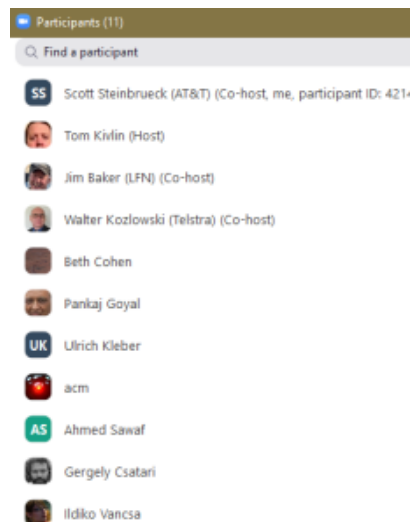 Participants (11)
Find a participant
SS Scott Steinbrueck (AT&T) (Co-host, me, participant ID: 4214
Tom Kivlin (Host)
Jim Baker (LFN) (Co-host)
Walter Kozlowski (Telstra) (Co-host)
Beth Cohen
Pankaj Goyal
UK Ulrich Kleber
acm
AS Ahmed Sawaf
Gergely Csatari
Ildiko Vancsa